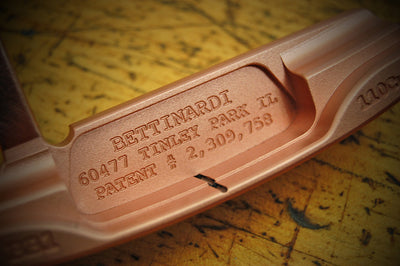 BETTINARDI
60477 TINLEY PARK IL
PATENT # 2,309,758